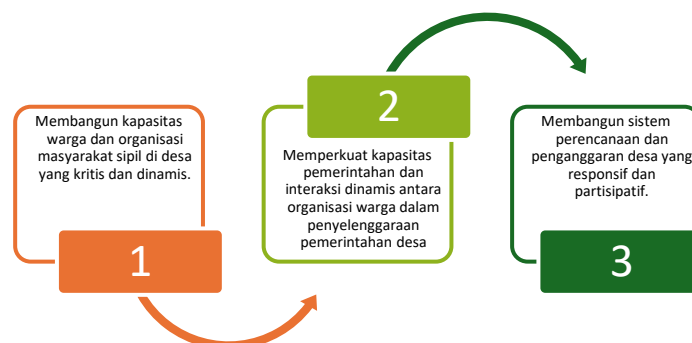 Membangun kapasitas
warga dan organisasi
masyarakat sipil di desa
yang kritis dan dinamis.
1
2
Memperkuat kapasitas
pemerintahan dan
interaksi dinamis antara
organisasi warga dalam
penyelenggaraan
pemerintahan desa
Membangun sistem
perencanaan dan
penganggaran desa yang
responsif dan
partisipatif.
3